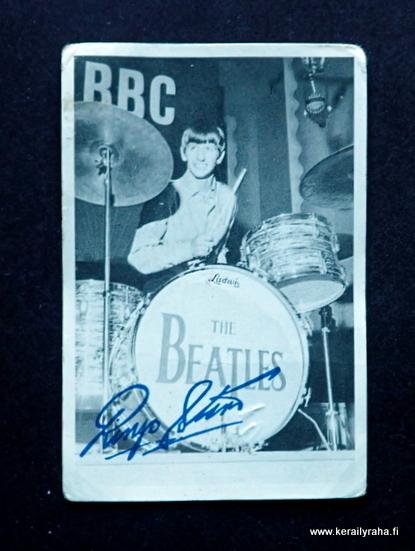 BBC
Ludwig
THE
BEATLES
Ringo Starr
www.kerailyraha.fi